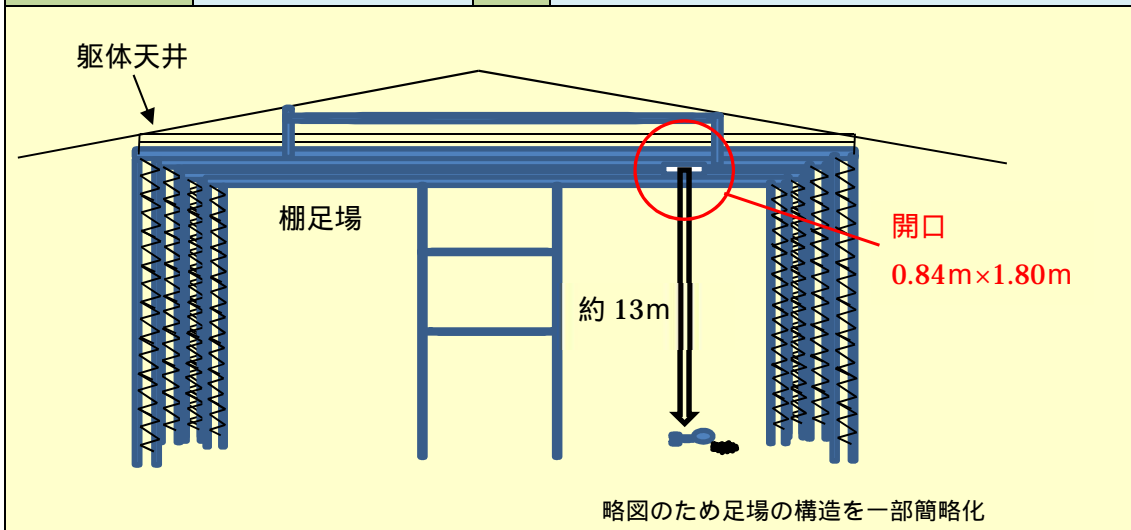 躯体天井
棚足場
開口
0.84m×1.80m
約 13m
略図のため足場の構造を一部簡略化